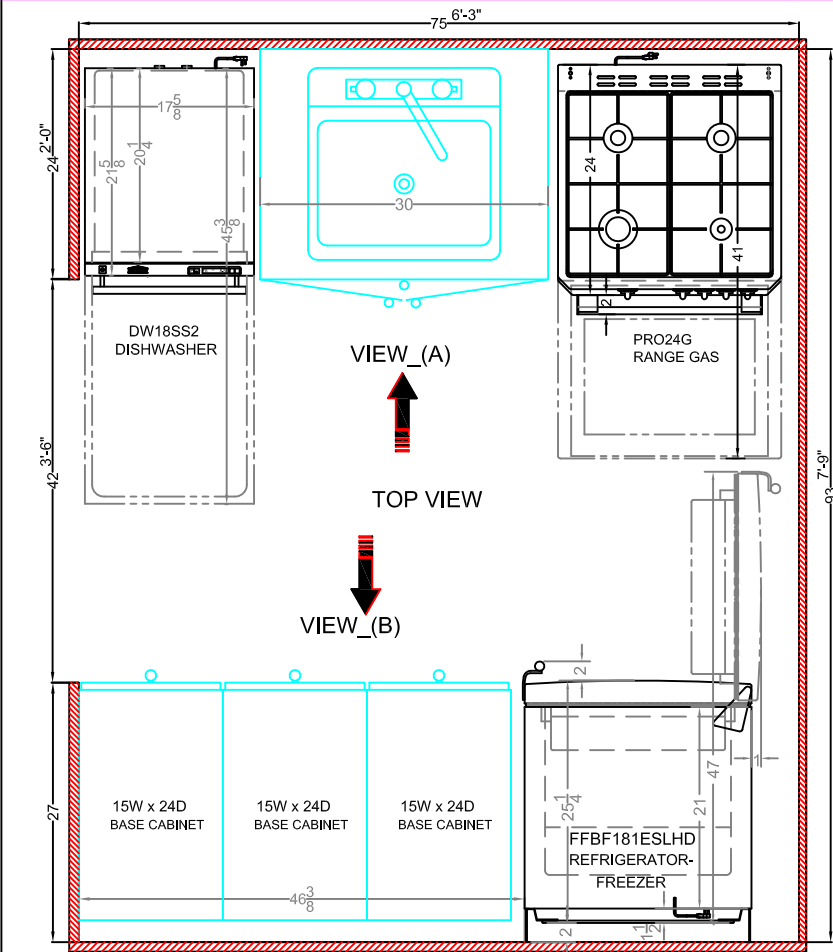 6'-3"
75
2'-0"
24
17 5/8
21 5/8
20 1/4
45 3/8
30
24
41
2
DW18SS2
DISHWASHER
VIEW_(A)
PRO24G
RANGE GAS
3'-6"
42
7'-9"
93
TOP VIEW
VIEW_(B)
2
47
1
27
15W x 24D
BASE CABINET
15W x 24D
BASE CABINET
15W x 24D
BASE CABINET
25 1/4
21
FFBF181ESLHD
REFRIGERATOR-
FREEZER
46 3/8
2
1 1/2